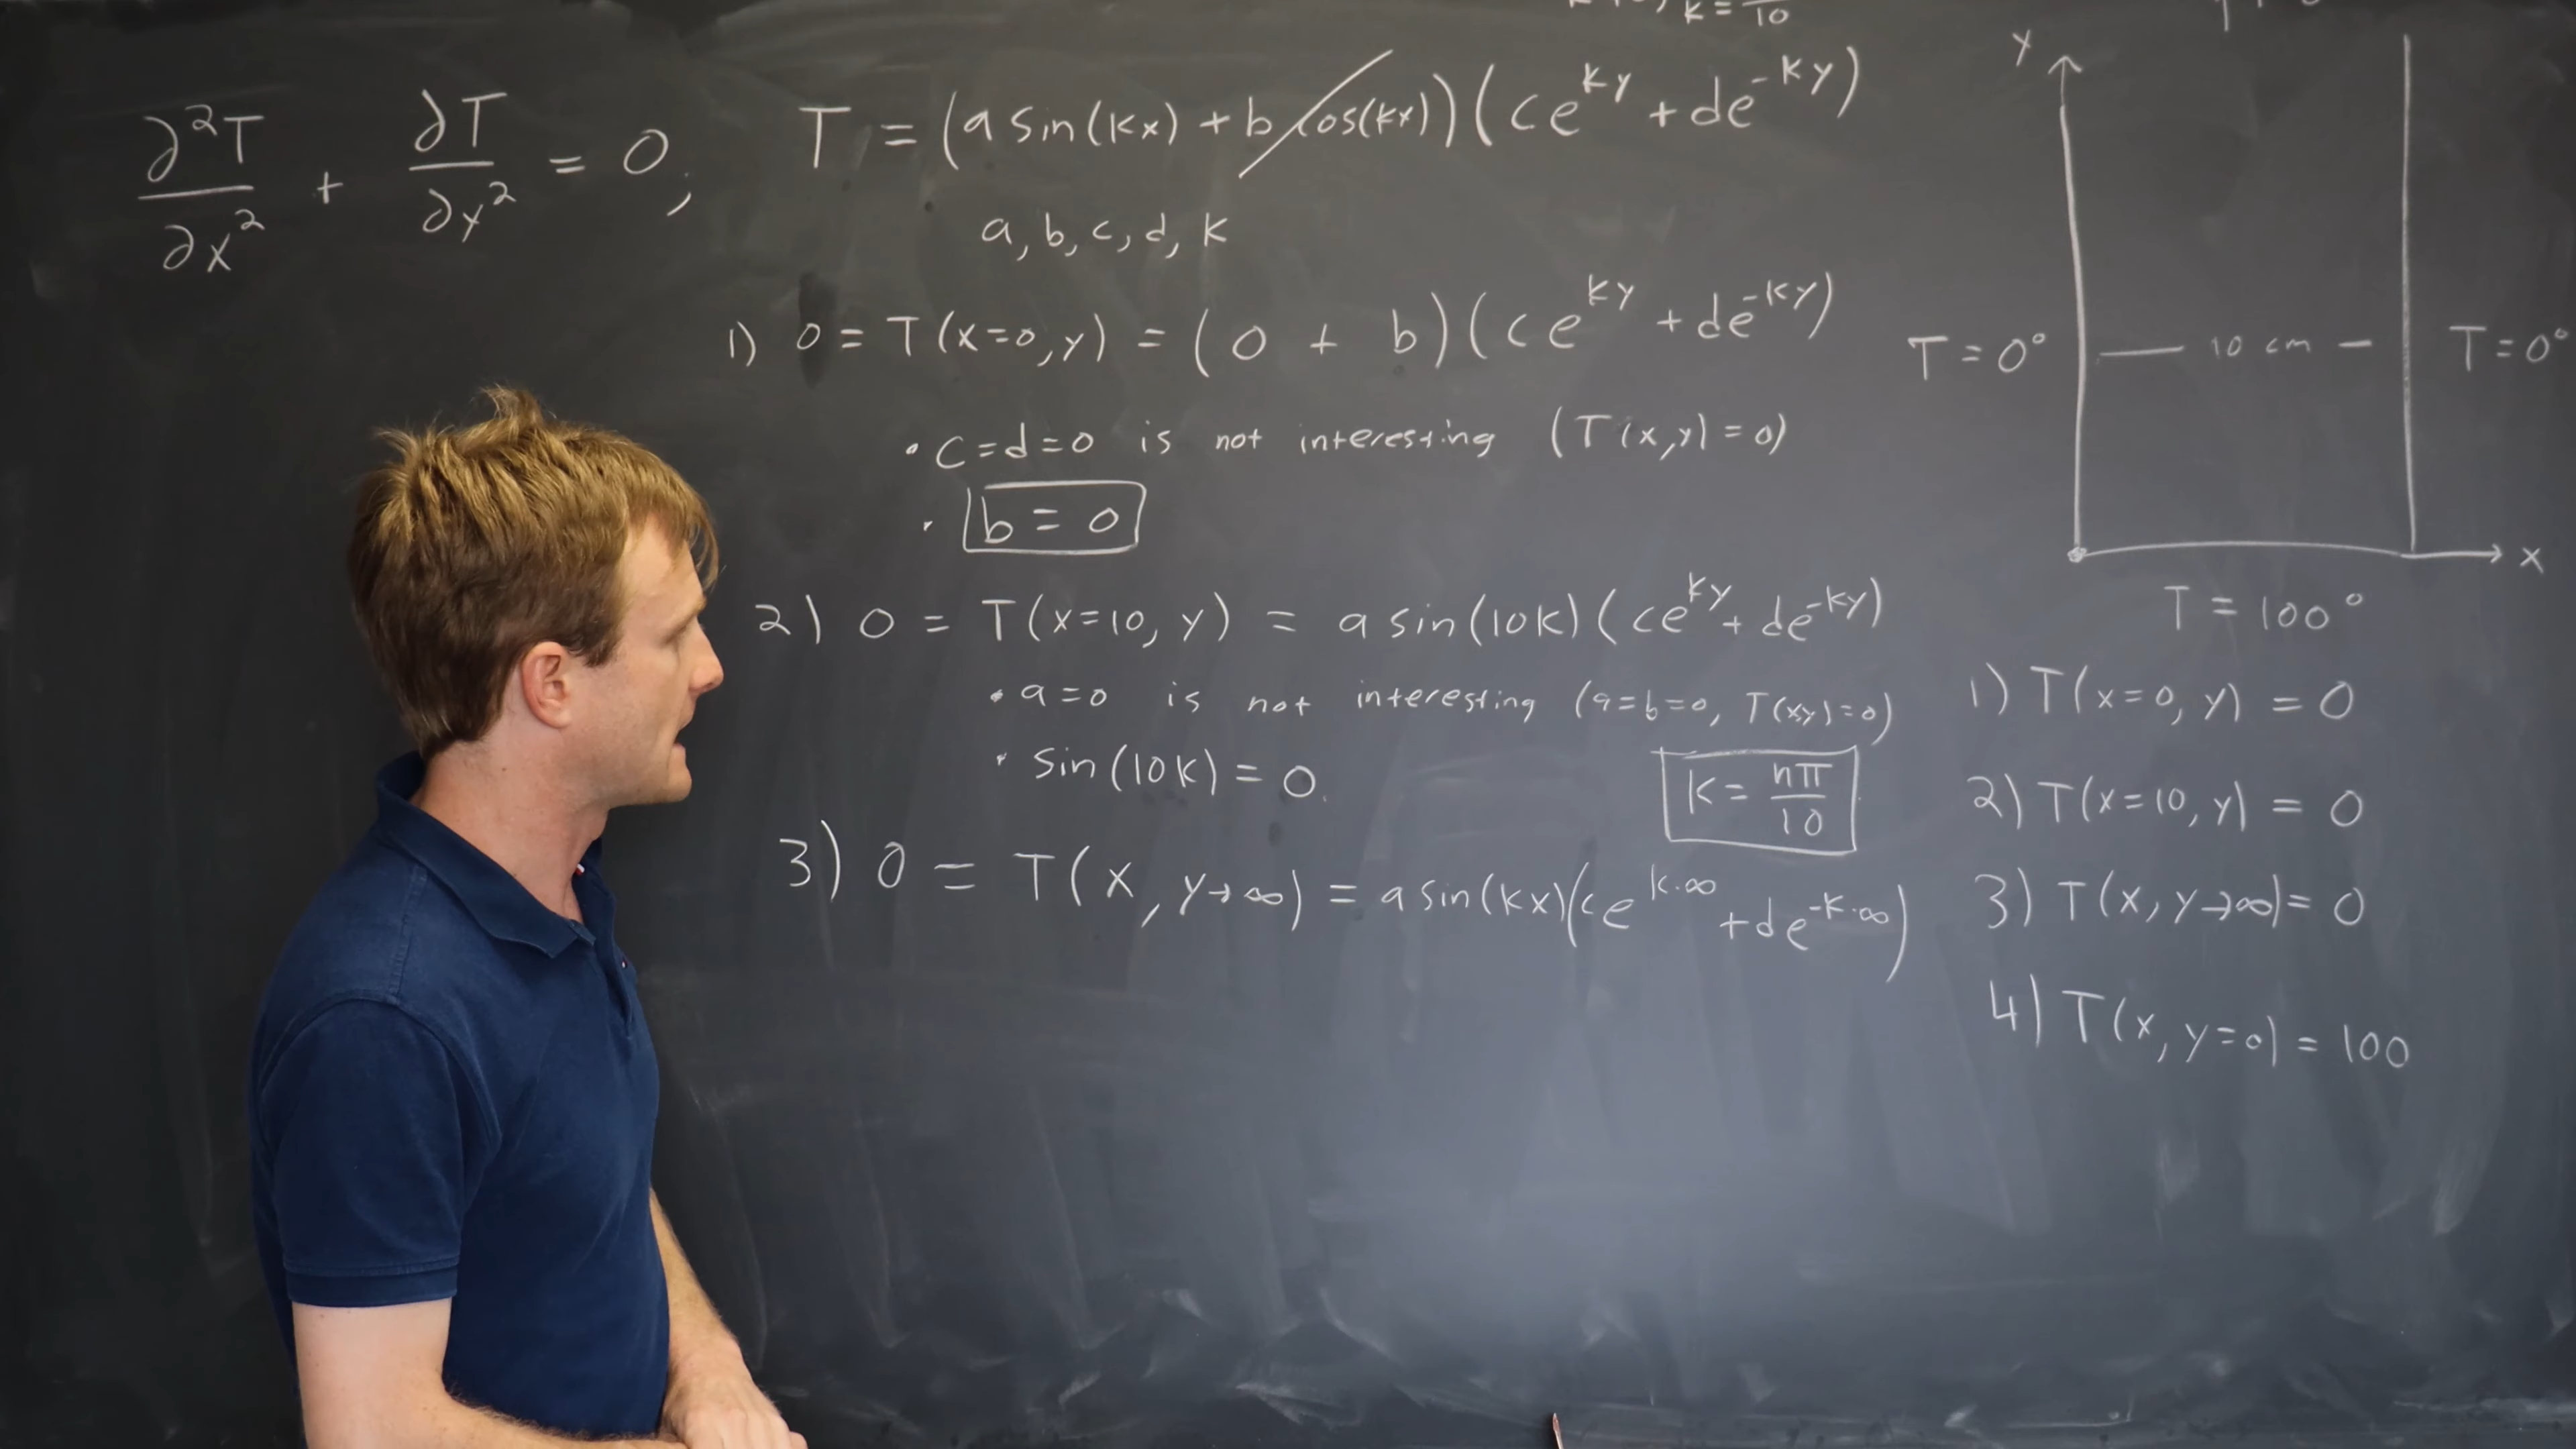 k = 10
∂²T/∂x² + ∂T/∂y² = 0; T = (a sin(kx) + b cos(kx))(ce^{ky} + de^{-ky})
a, b, c, d, k
1) 0 = T(x=0, y) = (0 + b)(ce^{ky} + de^{-ky})
• c = d = 0 is not interesting (T(x,y) = 0)
• b = 0
2) 0 = T(x=10, y) = a sin(10k)(ce^{ky} + de^{-ky})
• a = 0 is not interesting (a=b=0, T(xy)=0)
• sin(10k) = 0.
k = nπ/10
3) 0 = T(x, y→∞) = a sin(kx)(ce^{k·∞} + de^{-k·∞})
y
T = 0°
10 cm
T = 0°
x
T = 100°
1) T(x=0, y) = 0
2) T(x=10, y) = 0
3) T(x, y→∞) = 0
4) T(x, y=0) = 100